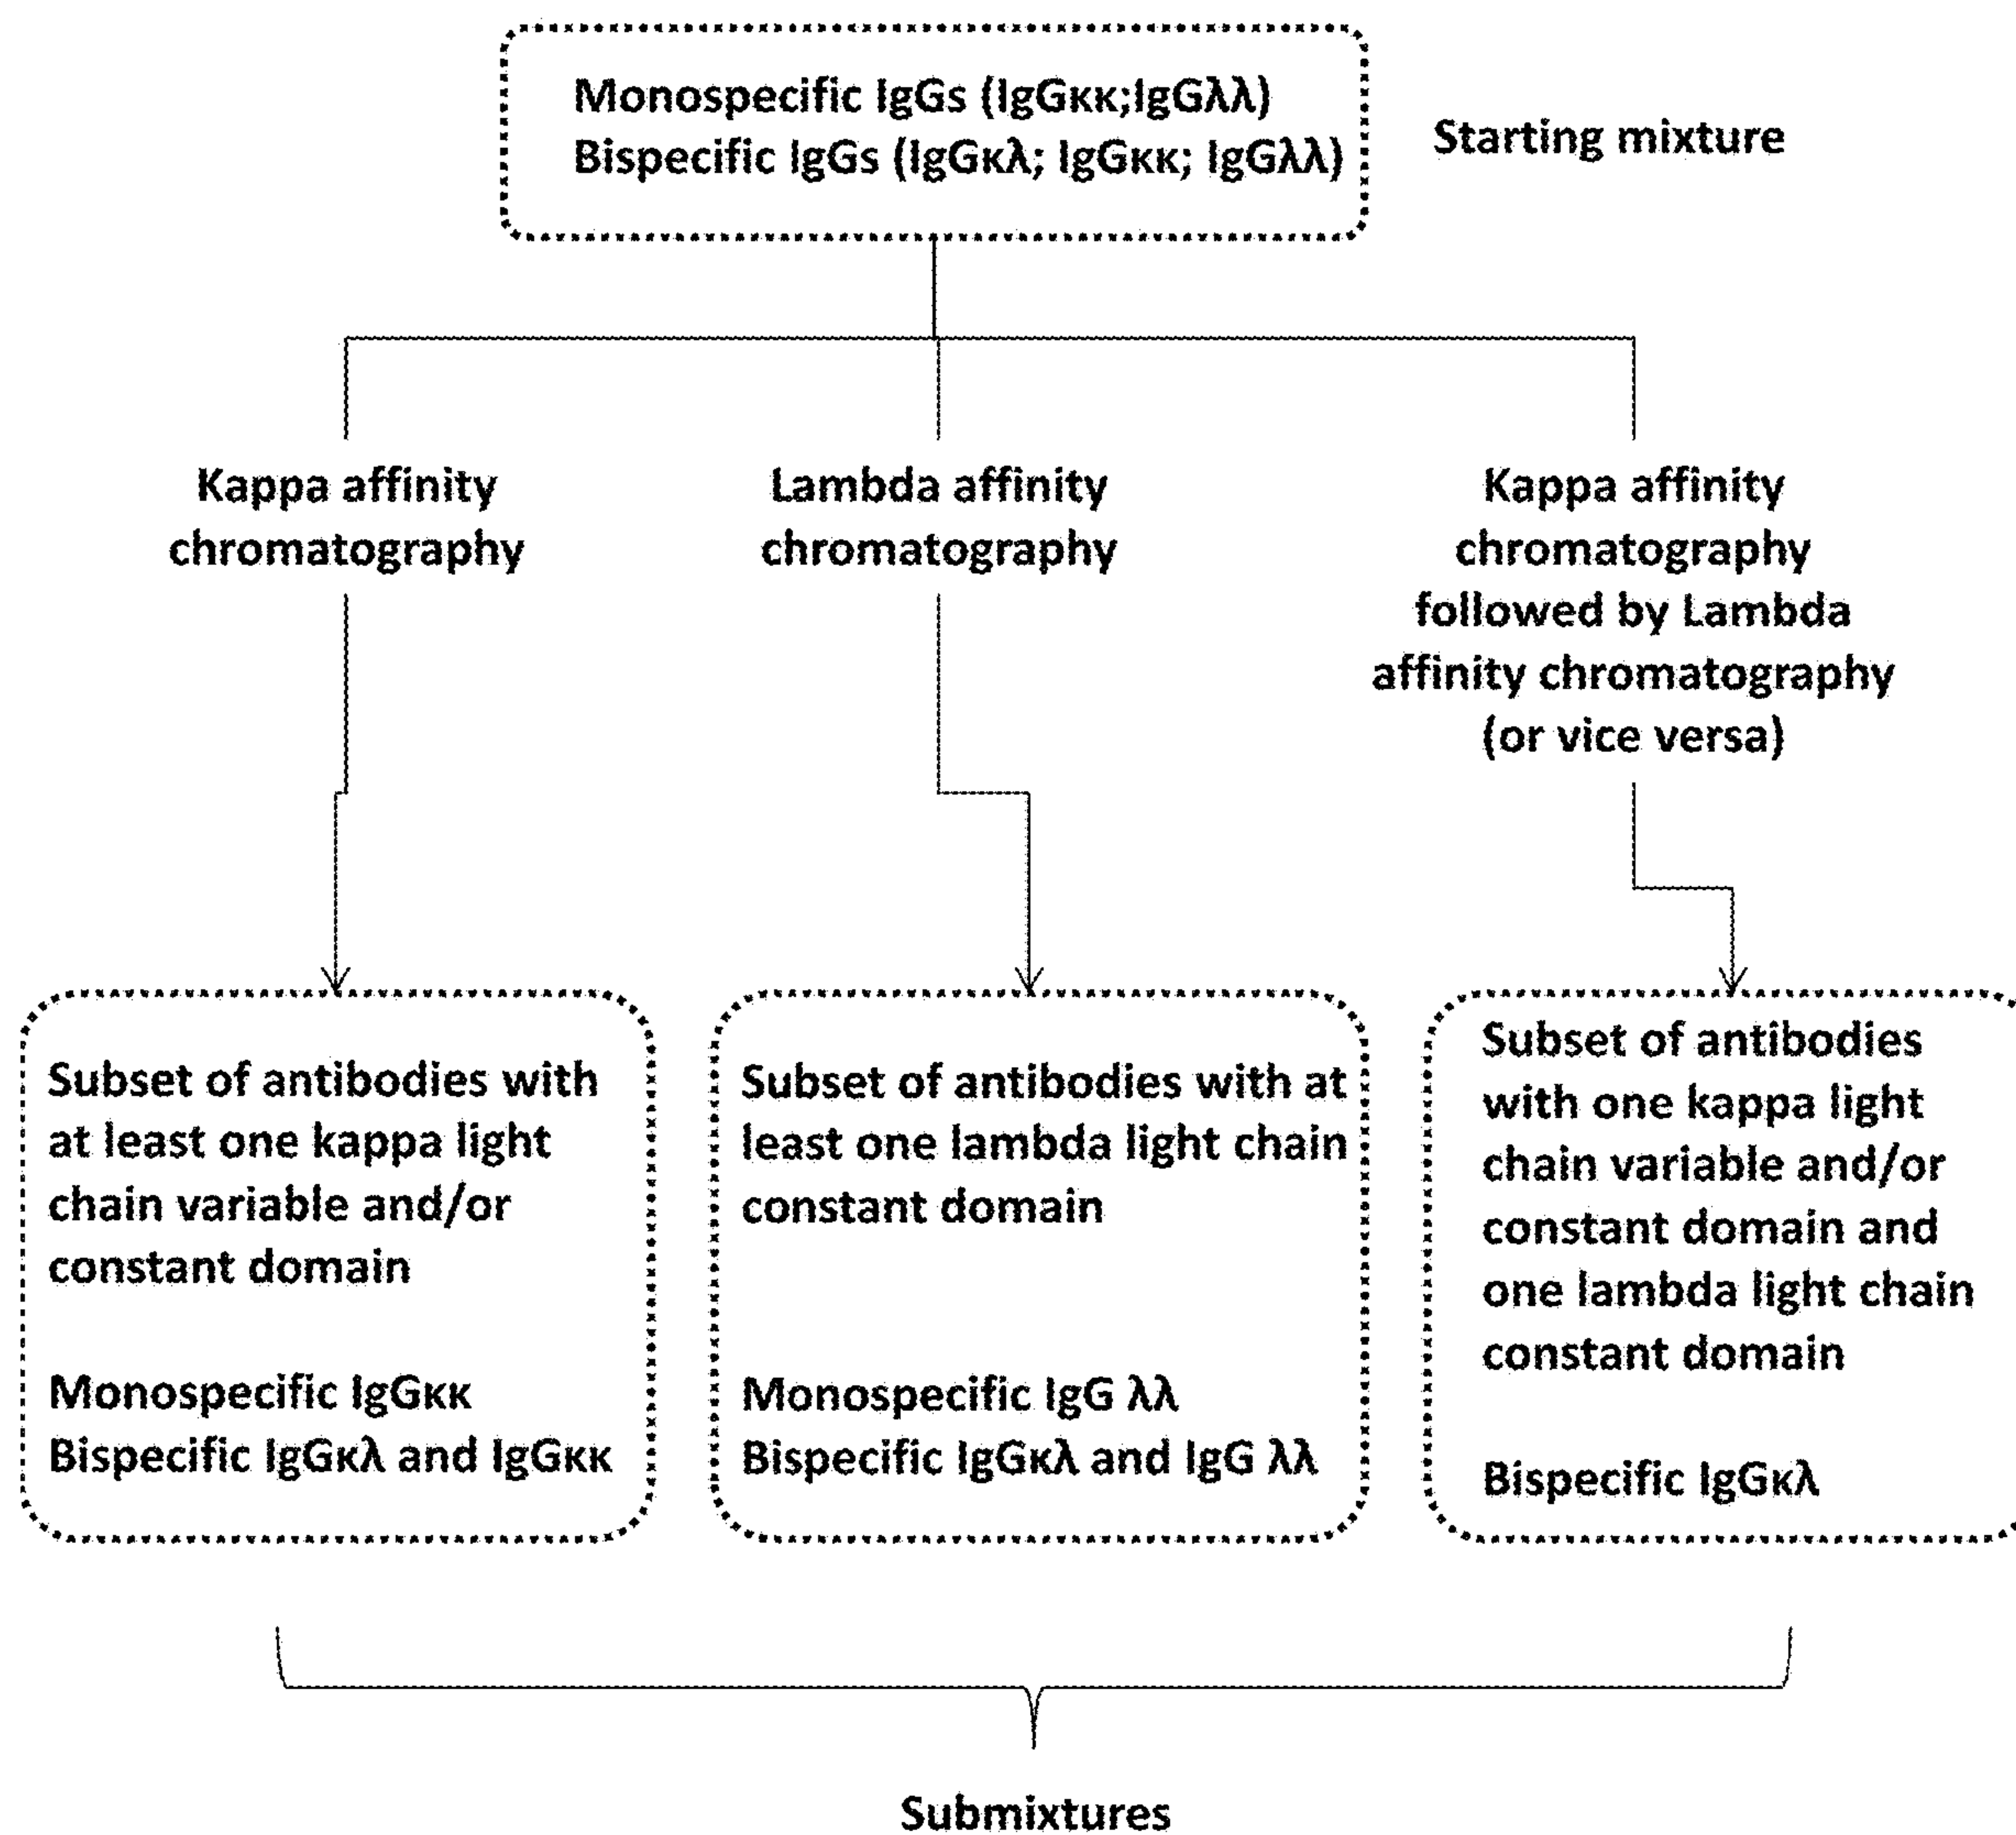 Monospecific IgGs (IgGκκ;IgGλλ)
Bispecific IgGs (IgGκλ; IgGκκ; IgGλλ)
Starting mixture
Kappa affinity
chromatography
Lambda affinity
chromatography
Kappa affinity
chromatography
followed by Lambda
affinity chromatography
(or vice versa)
Subset of antibodies with
at least one kappa light
chain variable and/or
constant domain
Monospecific IgGκκ
Bispecific IgGκλ and IgGκκ
Subset of antibodies with at
least one lambda light chain
constant domain
Monospecific IgG λλ
Bispecific IgGκλ and IgG λλ
Subset of antibodies
with one kappa light
chain variable and/or
constant domain and
one lambda light chain
constant domain
Bispecific IgGκλ
Submixtures